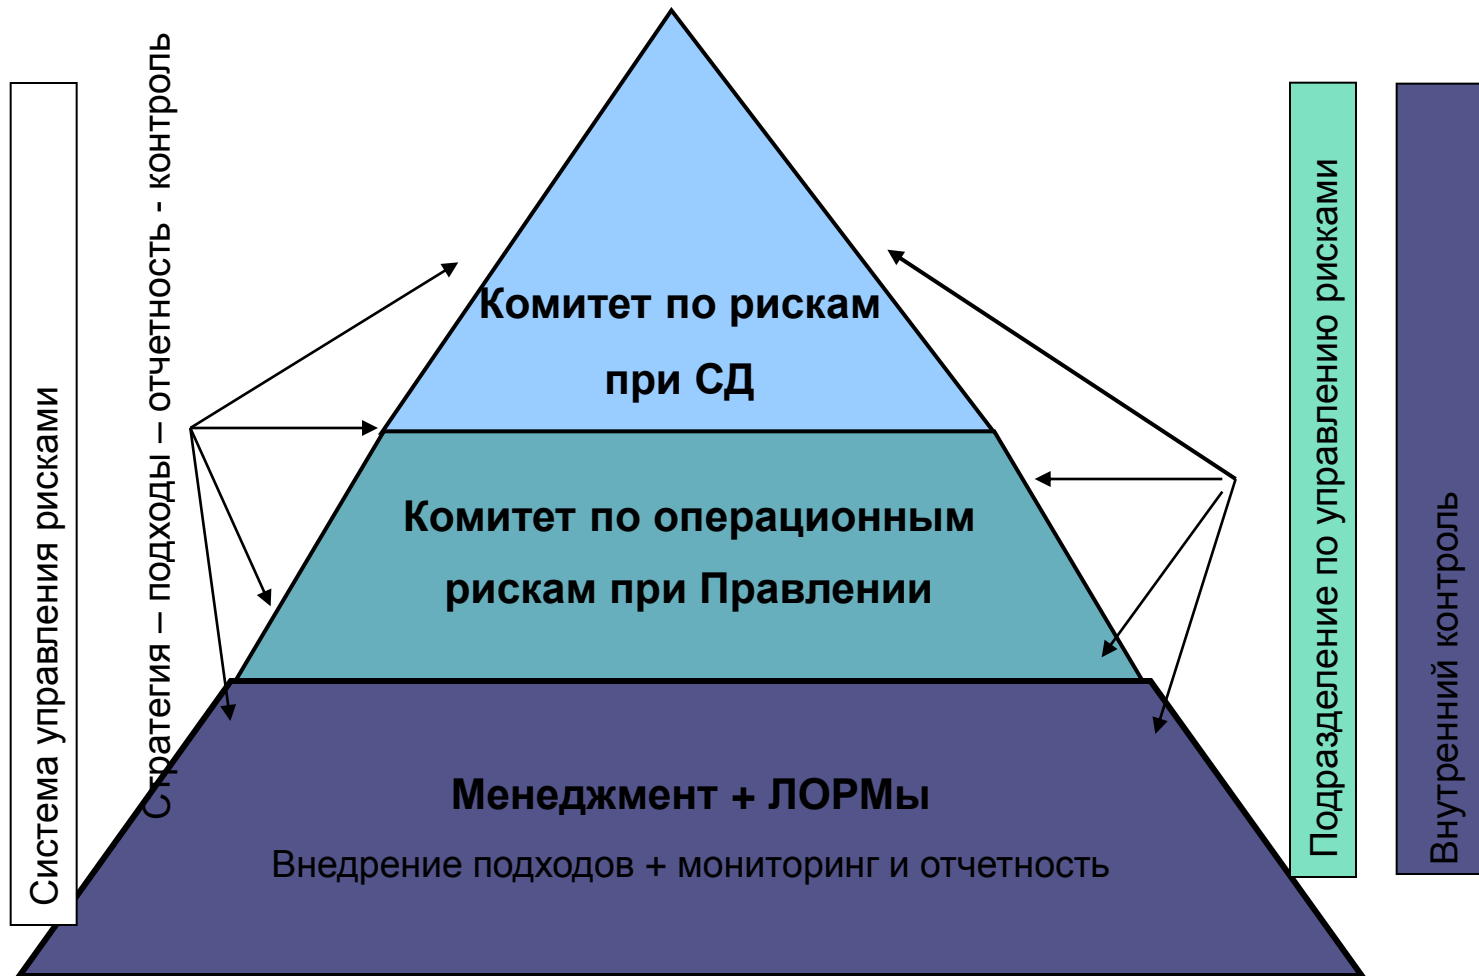 Система управления рисками
Стратегия – подходы – отчетность - контроль
Комитет по рискам
при СД
Комитет по операционным
рискам при Правлении
Менеджмент + ЛОРМы
Внедрение подходов + мониторинг и отчетность
Подразделение по управлению рисками
Внутренний контроль